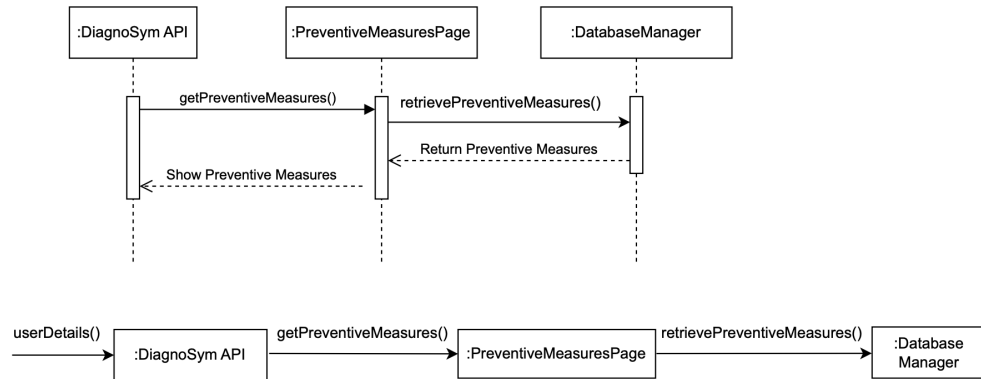 :DiagnoSym API
:PreventiveMeasuresPage
:DatabaseManager
getPreventiveMeasures()
retrievePreventiveMeasures()
Return Preventive Measures
Show Preventive Measures
userDetails()
:DiagnoSym API
getPreventiveMeasures()
:PreventiveMeasuresPage
retrievePreventiveMeasures()
:Database
Manager